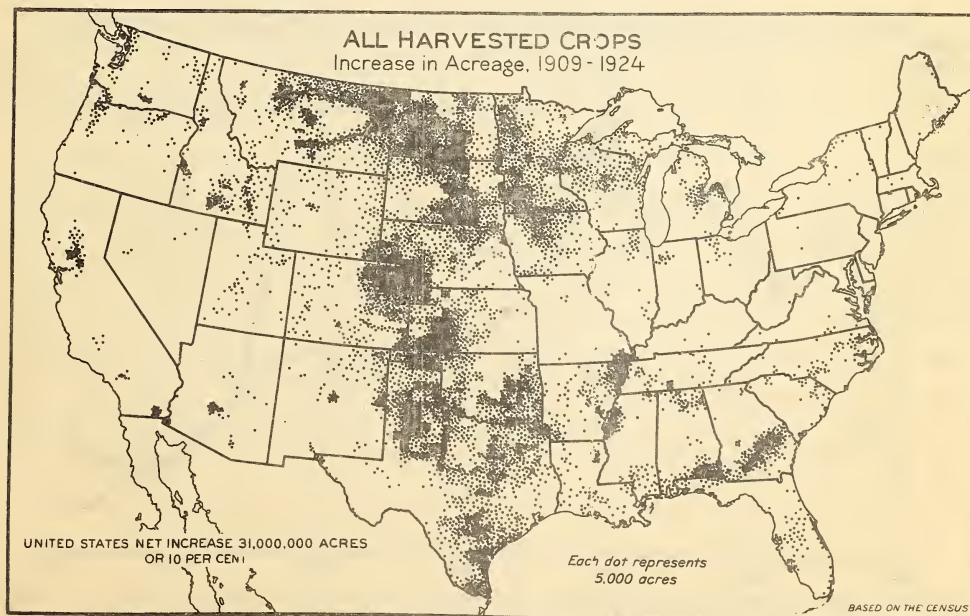 ALL HARVESTED CROPS
Increase in Acreage, 1909-1924
UNITED STATES NET INCREASE 31,000,000 ACRES
OR 10 PER CENT
Each dot represents
5,000 acres
BASED ON THE CENSUS